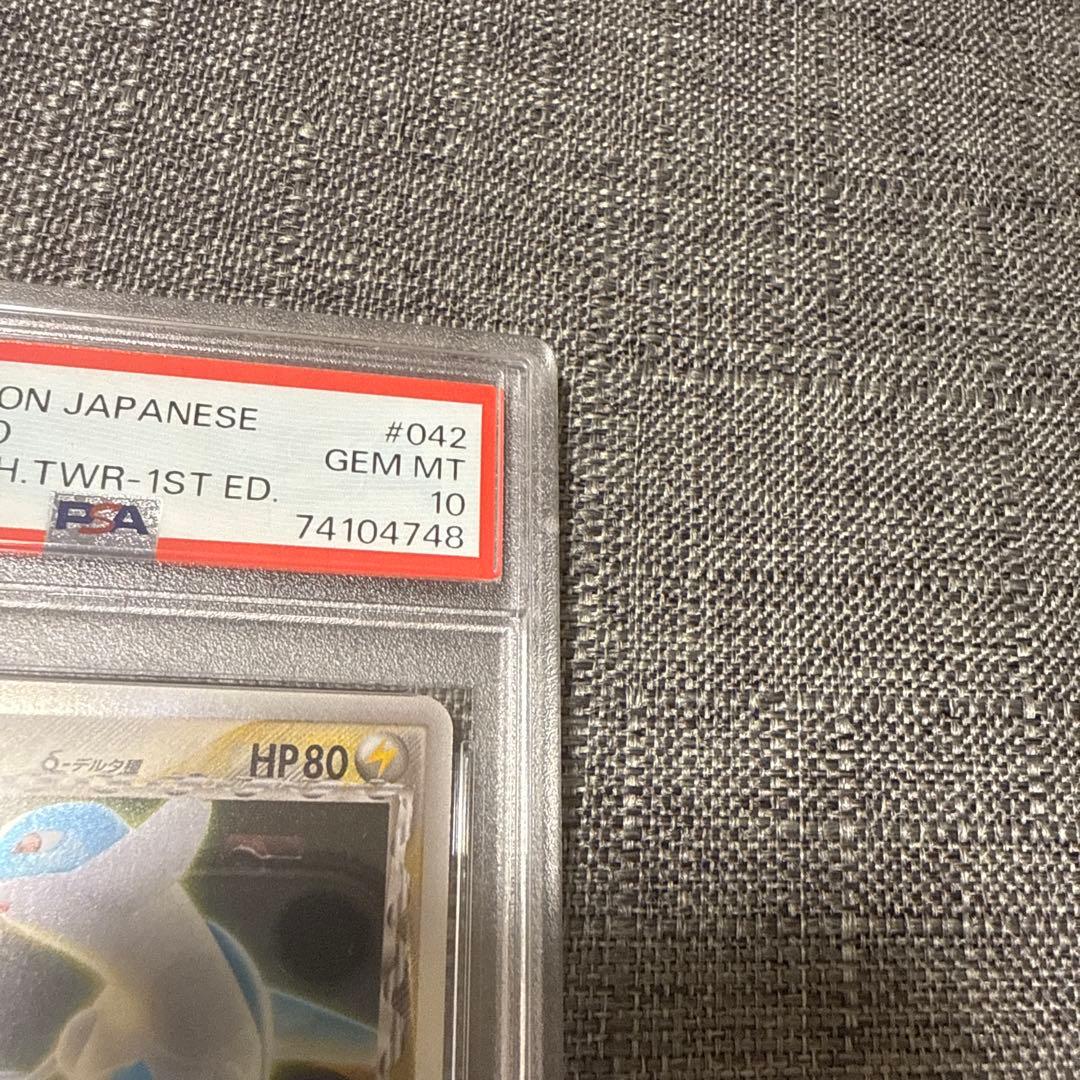 ON JAPANESE
#042
GEM MT
H.TWR-1ST ED.
10
PSA
74104748
δ-デルタ種
HP80